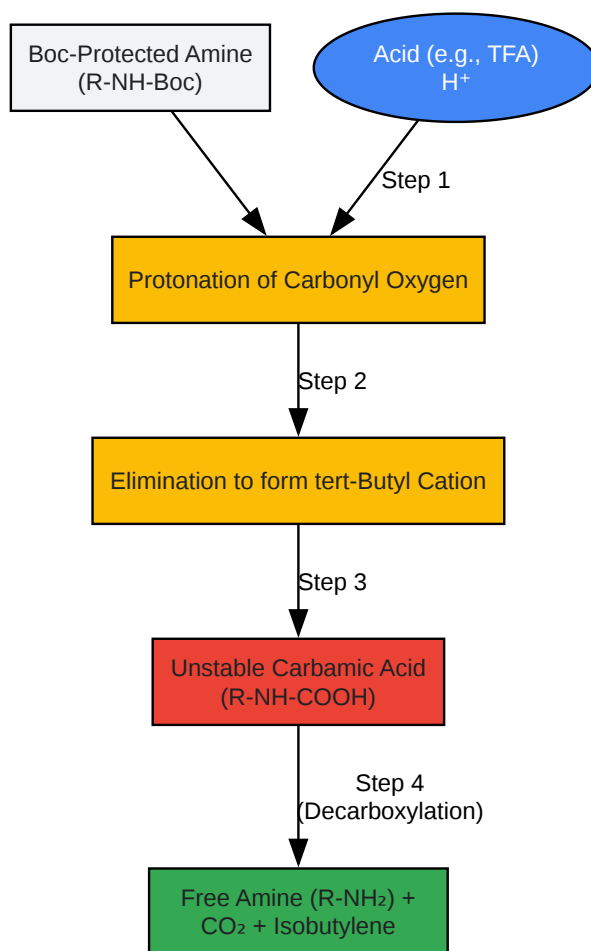 Boc-Protected Amine
(R-NH-Boc)
Acid (e.g., TFA)
H⁺
Step 1
Protonation of Carbonyl Oxygen
Step 2
Elimination to form tert-Butyl Cation
Step 3
Unstable Carbamic Acid
(R-NH-COOH)
Step 4
(Decarboxylation)
Free Amine (R-NH₂) +
CO₂ + Isobutylene